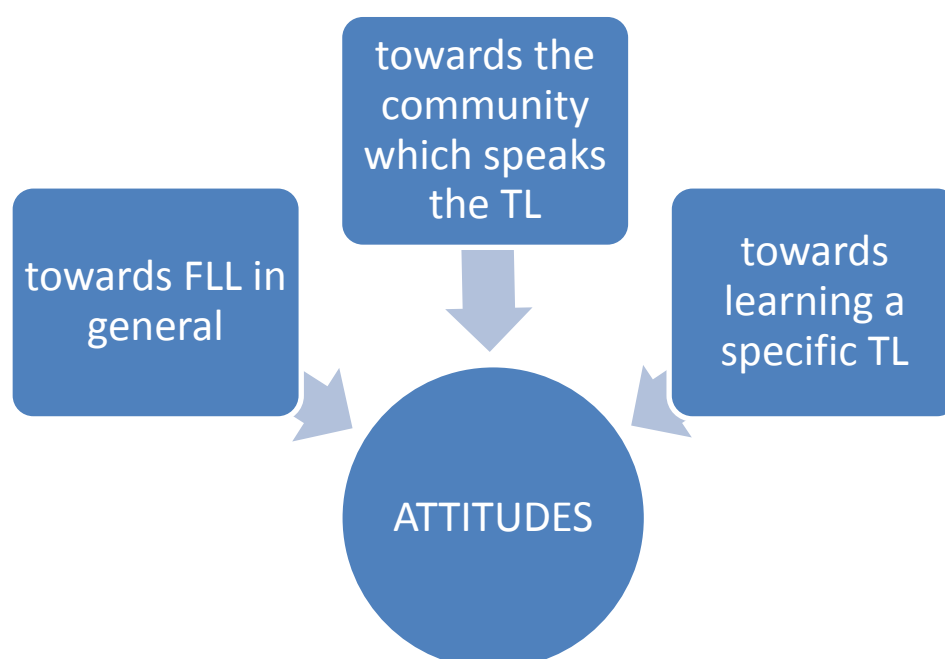 towards the
community
which speaks
the TL
towards FLL in
general
towards
learning a
specific TL
ATTITUDES